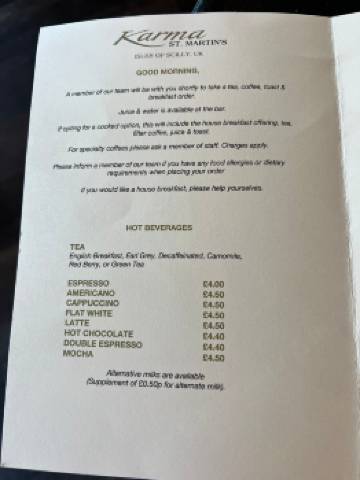 Karma
ST. MARTIN'S
ISLES OF SCILLY, UK
GOOD MORNING,
A member of our team will be with you shortly to take a tea, coffee, toast &
breakfast order.
Juice & water is available at the bar.
If opting for a cooked option, this will include the house breakfast offering, tea,
filter coffee, juice & toast.
For specialty coffees please ask a member of staff. Charges apply.
Please inform a member of our team if you have any food allergies or dietary
requirements when placing your order
If you would like a house breakfast, please help yourselves.
HOT BEVERAGES
TEA
English Breakfast, Earl Grey, Decaffeinated, Camomile,
Red Berry, or Green Tea
ESPRESSO £4.00
AMERICANO £4.50
CAPPUCCINO £4.50
FLAT WHITE £4.50
LATTE £4.50
HOT CHOCOLATE £4.40
DOUBLE ESPRESSO £4.40
MOCHA £4.50
Alternative milks are available
(Supplement of £0.50p for alternate milk).